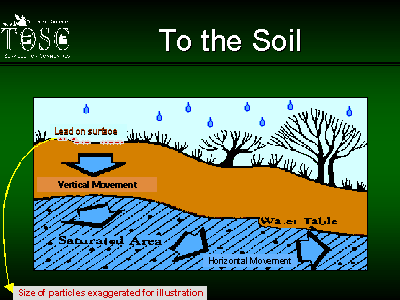 TOSC
To the Soil
Lead on surface
Vertical Movement
Water Table
Saturated Area
Horizontal Movement
Size of particles exaggerated for illustration